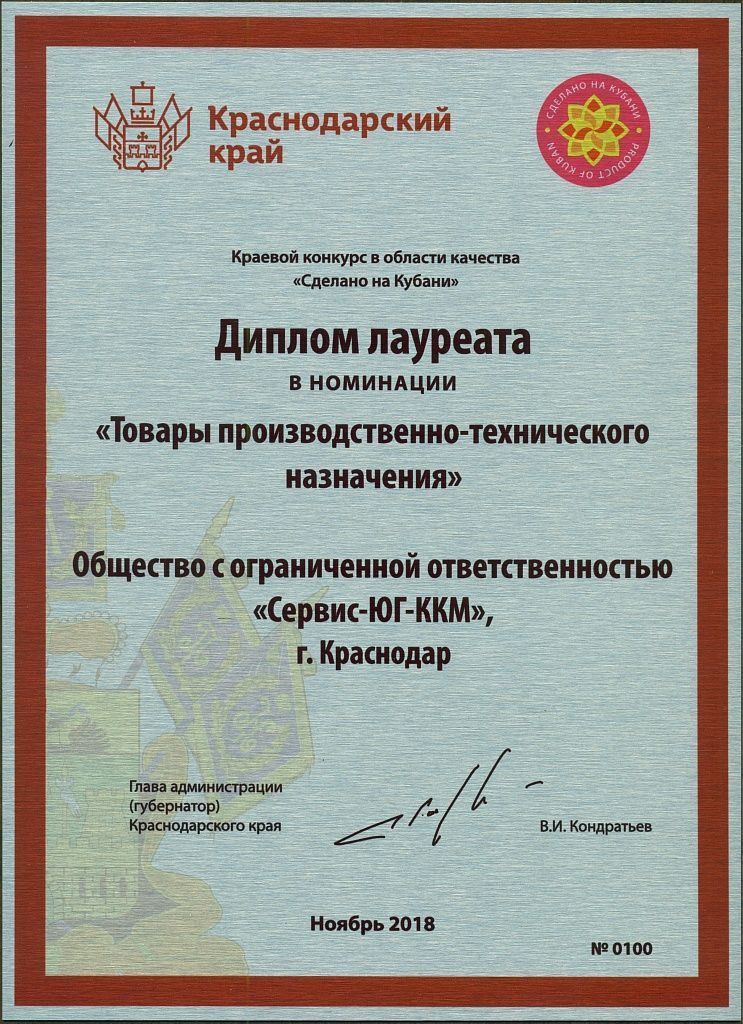 Краснодарский
край
СДЕЛАНО НА КУБАНИ
PRODUCT OF KUBAN
Краевой конкурс в области качества
«Сделано на Кубани»
Диплом лауреата
В НОМИНАЦИИ
«Товары производственно-технического
назначения»
Общество с ограниченной ответственностью
«Сервис-ЮГ-ККМ»,
г. Краснодар
Глава администрации
(губернатор)
Краснодарского края
В.И. Кондратьев
Ноябрь 2018
№ 0100